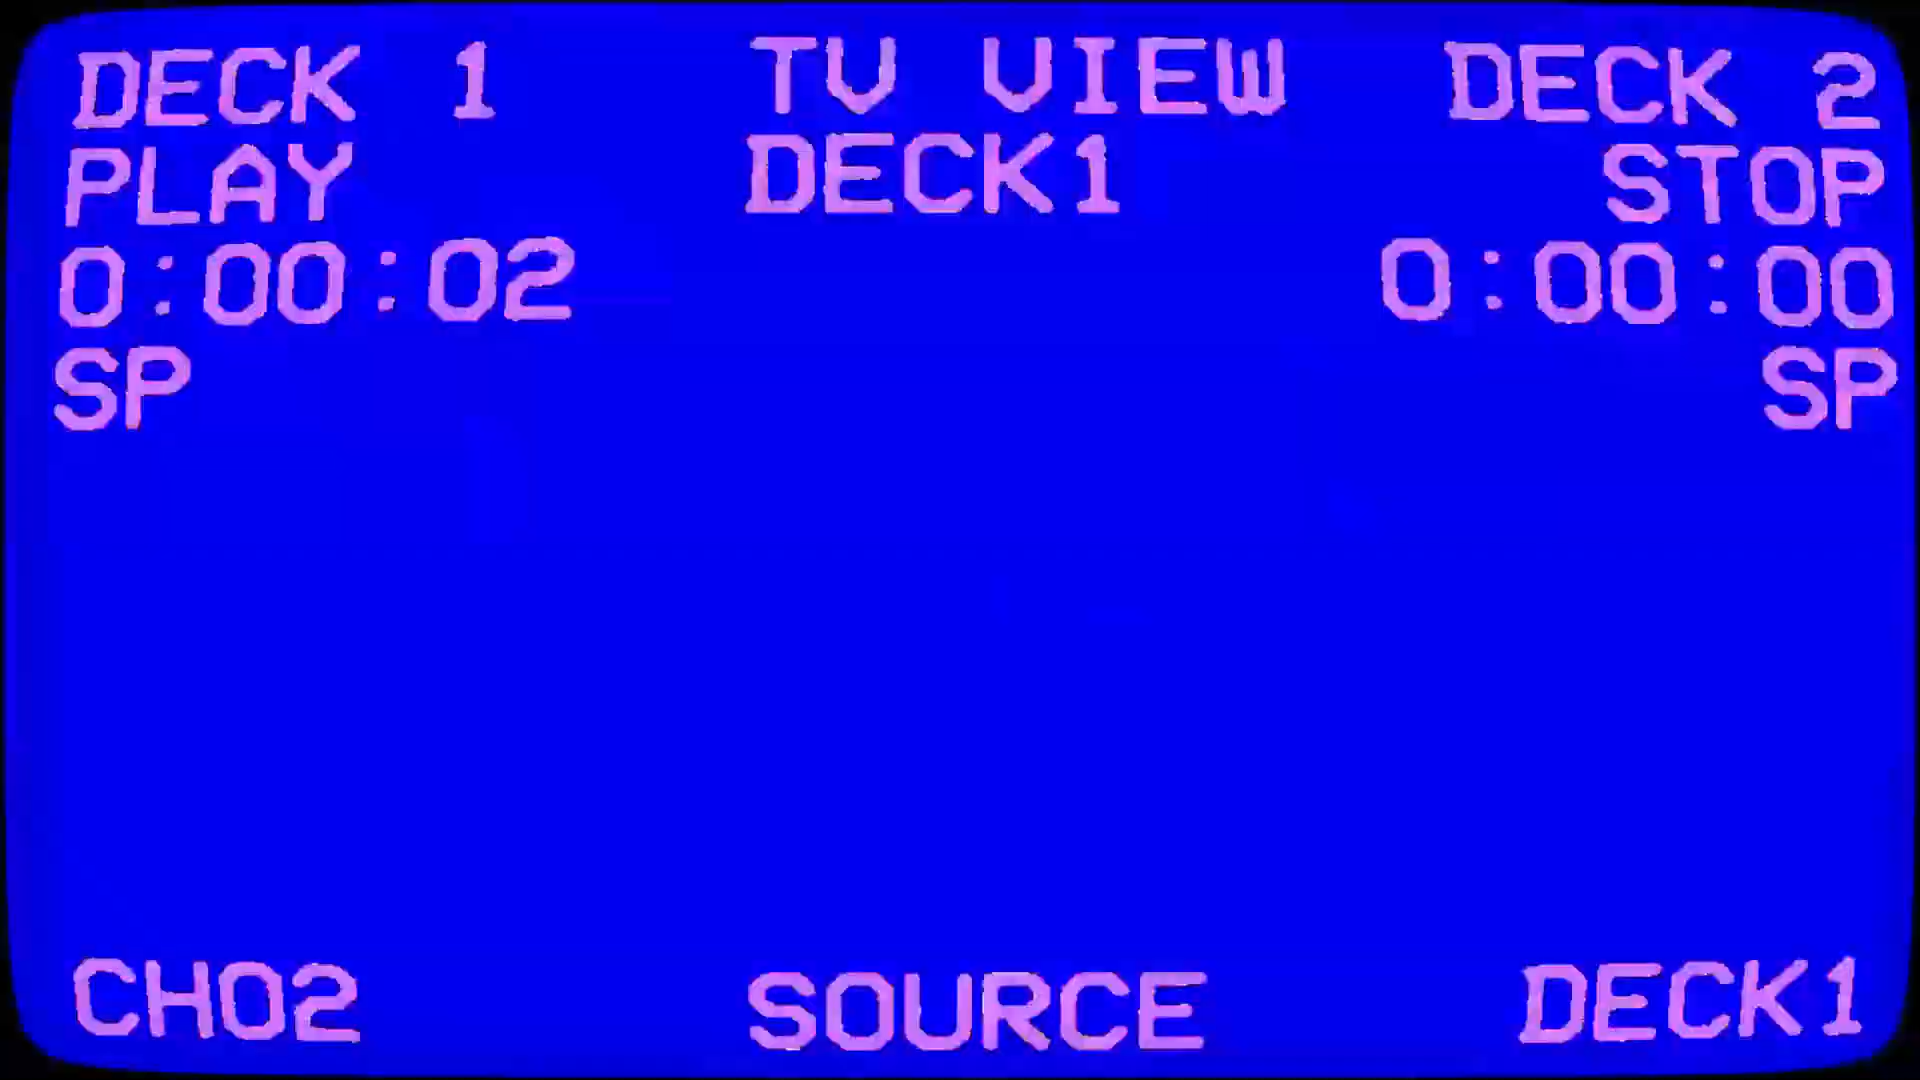 DECK 1 TV VIEW DECK 2
PLAY DECK1 STOP
0:00:02 0:00:00
SP SP
CH02 SOURCE DECK1